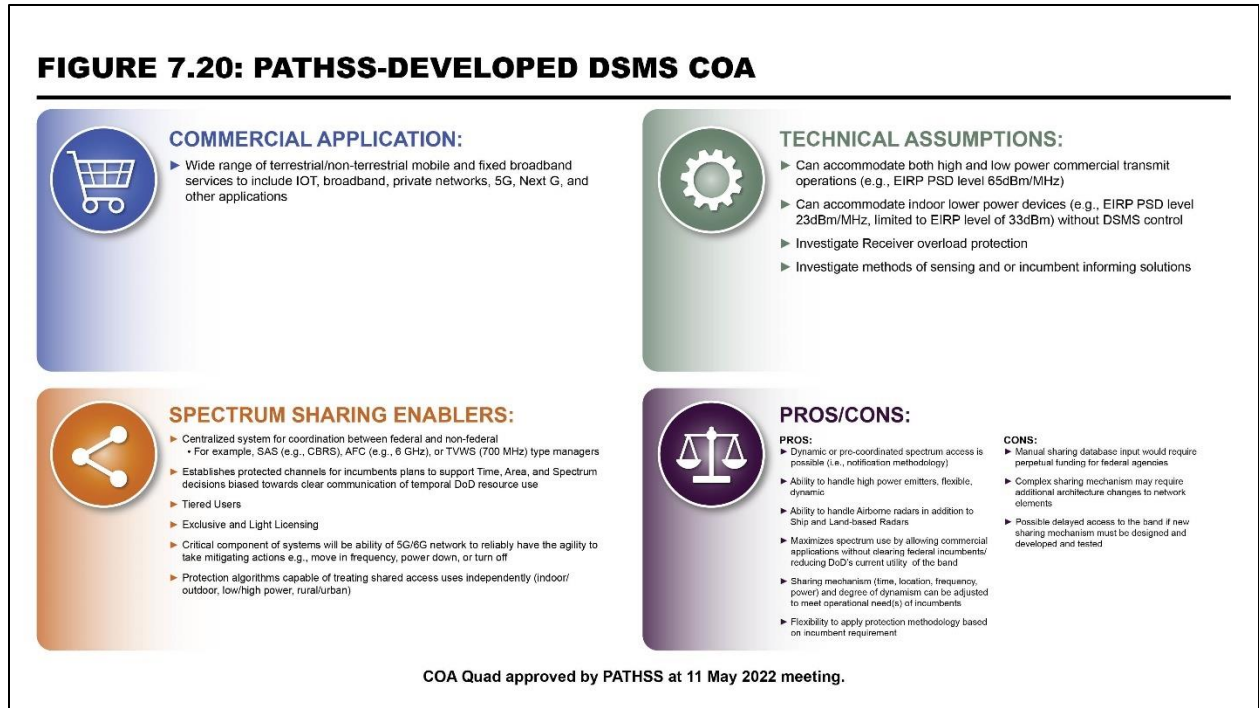 FIGURE 7.20: PATHSS-DEVELOPED DSMS COA
COMMERCIAL APPLICATION:
► Wide range of terrestrial/non-terrestrial mobile and fixed broadband
services to include IOT, broadband, private networks, 5G, Next G, and
other applications
TECHNICAL ASSUMPTIONS:
► Can accommodate both high and low power commercial transmit
operations (e.g., EIRP PSD level 65dBm/MHz)
► Can accommodate indoor lower power devices (e.g., EIRP PSD level
23dBm/MHz, limited to EIRP level of 33dBm) without DSMS control
► Investigate Receiver overload protection
► Investigate methods of sensing and or incumbent informing solutions
SPECTRUM SHARING ENABLERS:
► Centralized system for coordination between federal and non-federal
• For example, SAS (e.g., CBRS), AFC (e.g., 6 GHz), or TVWS (700 MHz) type managers
► Establishes protected channels for incumbents plans to support Time, Area, and Spectrum
decisions biased towards clear communication of temporal DoD resource use
► Tiered Users
► Exclusive and Light Licensing
► Critical component of systems will be ability of 5G/6G network to reliably have the agility to
take mitigating actions e.g., move in frequency, power down, or turn off
► Protection algorithms capable of treating shared access uses independently (indoor/
outdoor, low/high power, rural/urban)
PROS/CONS:
PROS:
► Dynamic or pre-coordinated spectrum access is
possible (i.e., notification methodology)
► Ability to handle high power emitters, flexible,
dynamic
► Ability to handle Airborne radars in addition to
Ship and Land-based Radars
► Maximizes spectrum use by allowing commercial
applications without clearing federal incumbents/
reducing DoD's current utility of the band
► Sharing mechanism (time, location, frequency,
power) and degree of dynamism can be adjusted
to meet operational need(s) of incumbents
► Flexibility to apply protection methodology based
on incumbent requirement
CONS:
► Manual sharing database input would require
perpetual funding for federal agencies
► Complex sharing mechanism may require
additional architecture changes to network
elements
► Possible delayed access to the band if new
sharing mechanism must be designed and
developed and tested
COA Quad approved by PATHSS at 11 May 2022 meeting.